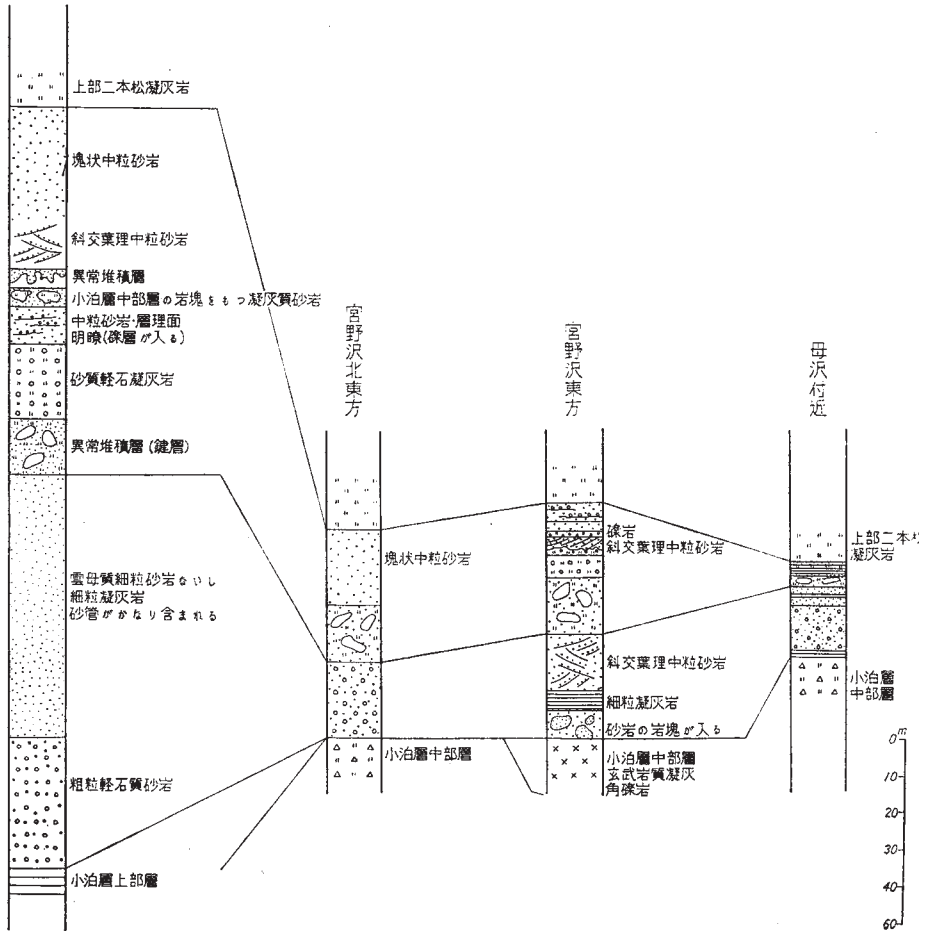 上部二本松凝灰岩
塊状中粒砂岩
斜交葉理中粒砂岩
異常堆積層
小泊層中部層の岩塊をもつ凝灰質砂岩
中粒砂岩・層理面
明瞭(礫層が入る)
砂質軽石凝灰岩
異常堆積層(鍵層)
雲母質細粒砂岩ないし
細粒凝灰岩
砂管がかなり含まれる
粗粒軽石質砂岩
小泊層上部層
宮野沢北東方
塊状中粒砂岩
小泊層中部層
宮野沢東方
礫岩
斜交葉理中粒砂岩
斜交葉理中粒砂岩
細粒凝灰岩
砂岩の岩塊が入る
小泊層中部層
玄武岩質凝灰
角礫岩
母沢付近
上部二本
凝灰岩
小泊層
中部層
0m
10
20
30
40
60